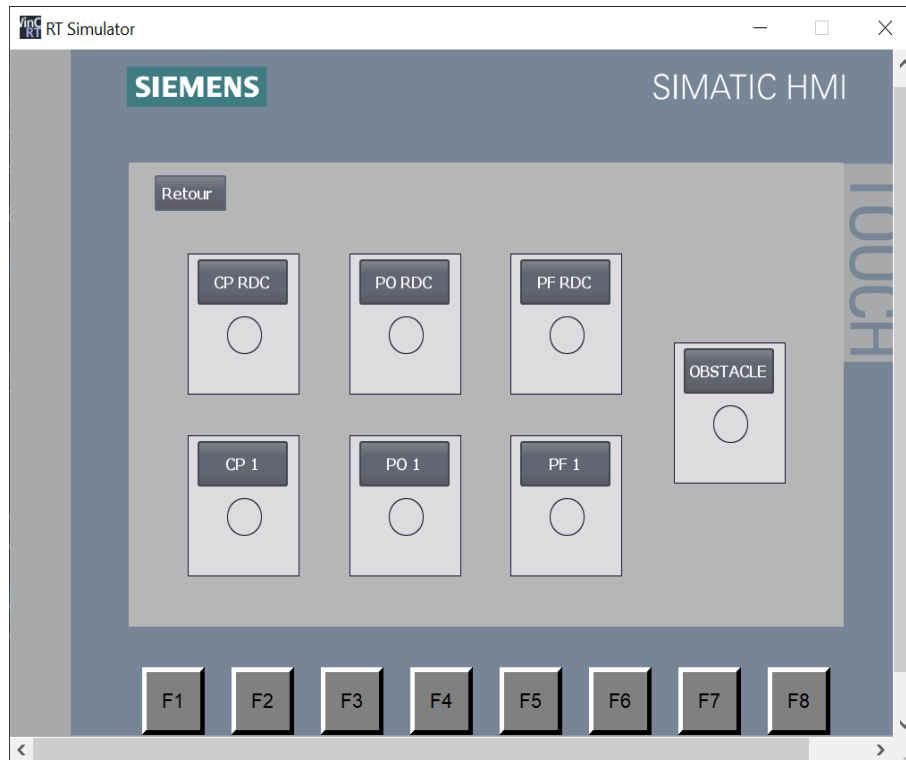 RT Simulator
SIEMENS
SIMATIC HMI
TOUCH
Retour
CP RDC
PO RDC
PF RDC
OBSTACLE
CP 1
PO 1
PF 1
F1
F2
F3
F4
F5
F6
F7
F8